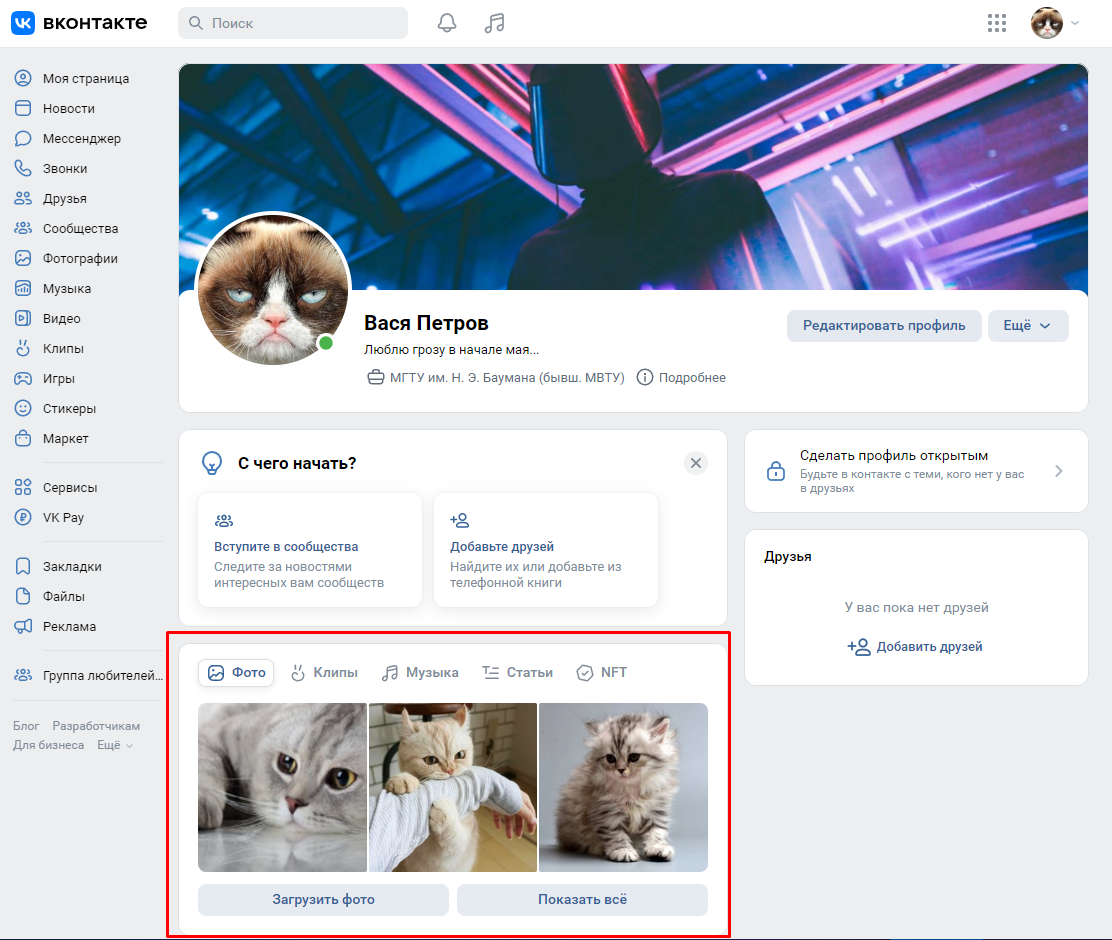 вконтакте
Поиск
Моя страница
Новости
Мессенджер
Звонки
Друзья
Сообщества
Фотографии
Музыка
Видео
Клипы
Игры
Стикеры
Маркет
Сервисы
VK Pay
Закладки
Файлы
Реклама
Группа любителей...
Блог Разработчикам
Для бизнеса Ещё
Вася Петров
Люблю грозу в начале мая...
МГТУ им. Н. Э. Баумана (бывш. МВТУ) Подробнее
Редактировать профиль
Ещё
С чего начать?
Вступите в сообщества
Следите за новостями
интересных вам сообществ
Добавьте друзей
Найдите их или добавьте из
телефонной книги
Сделать профиль открытым
Будьте в контакте с теми, кого нет у вас
в друзьях
Друзья
У вас пока нет друзей
Добавить друзей
Фото Клипы Музыка Статьи NFT
Загрузить фото
Показать всё